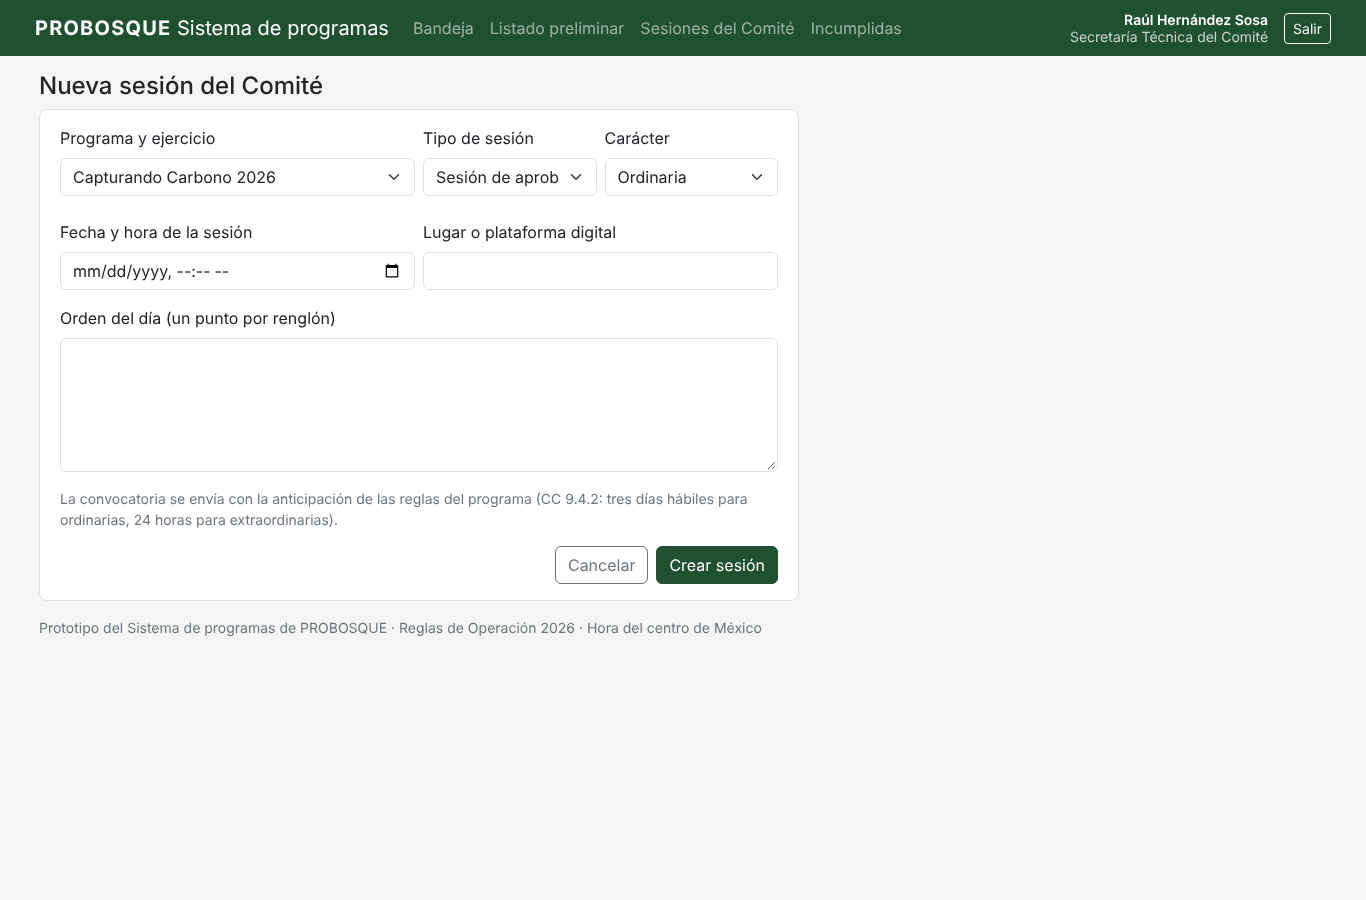 PROBOSQUE Sistema de programas
Bandeja
Listado preliminar
Sesiones del Comité
Incumplidas
Raúl Hernández Sosa
Secretaría Técnica del Comité
Salir
Nueva sesión del Comité
Programa y ejercicio
Tipo de sesión
Carácter
Capturando Carbono 2026
Sesión de aprob
Ordinaria
Fecha y hora de la sesión
Lugar o plataforma digital
mm/dd/yyyy, --:-- --
Orden del día (un punto por renglón)
La convocatoria se envía con la anticipación de las reglas del programa (CC 9.4.2: tres días hábiles para
ordinarias, 24 horas para extraordinarias).
Cancelar
Crear sesión
Prototipo del Sistema de programas de PROBOSQUE · Reglas de Operación 2026 · Hora del centro de México